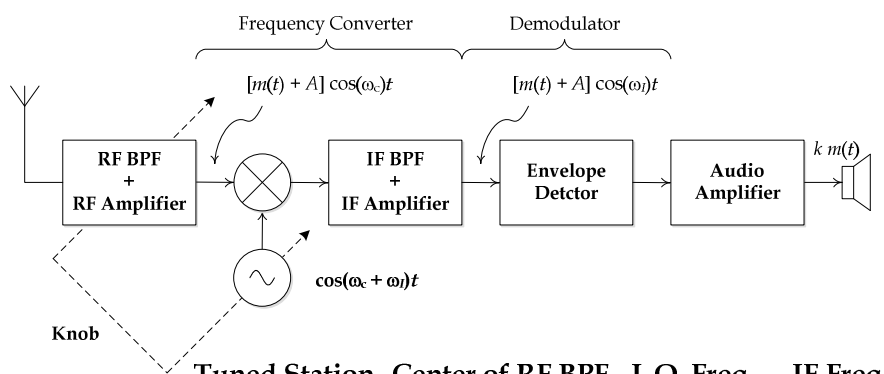 Frequency Converter
Demodulator
[m(t) + A] cos(ωc)t
[m(t) + A] cos(ωI)t
RF BPF
+
RF Amplifier
IF BPF
+
IF Amplifier
Envelope
Detctor
Audio
Amplifier
k m(t)
cos(ωc + ωI)t
Knob
Tuned Station Center of RF BPF L.O. Freq. IF Freq